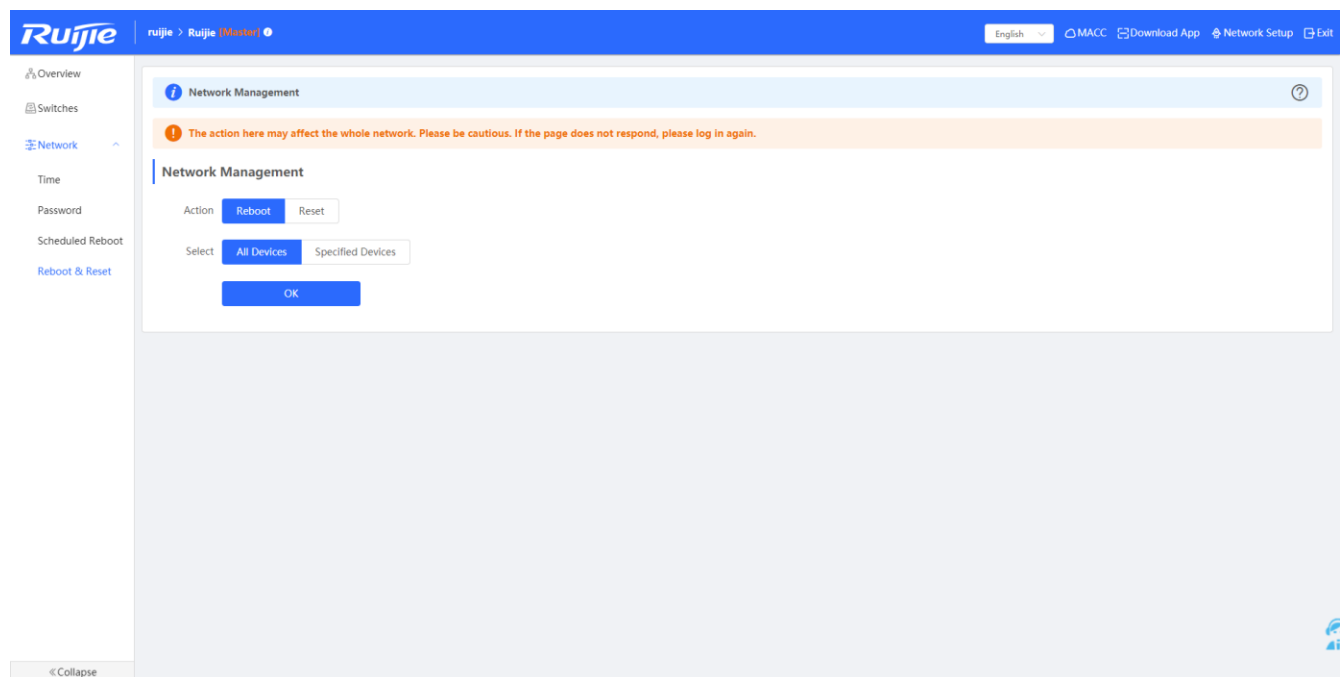 Ruijie
ruijie > Ruijie [Master]
English
MACC
Download App
Network Setup
Exit
Overview
Switches
Network
Time
Password
Scheduled Reboot
Reboot & Reset
Network Management
The action here may affect the whole network. Please be cautious. If the page does not respond, please log in again.
Network Management
Action Reboot Reset
Select All Devices Specified Devices
OK
«Collapse